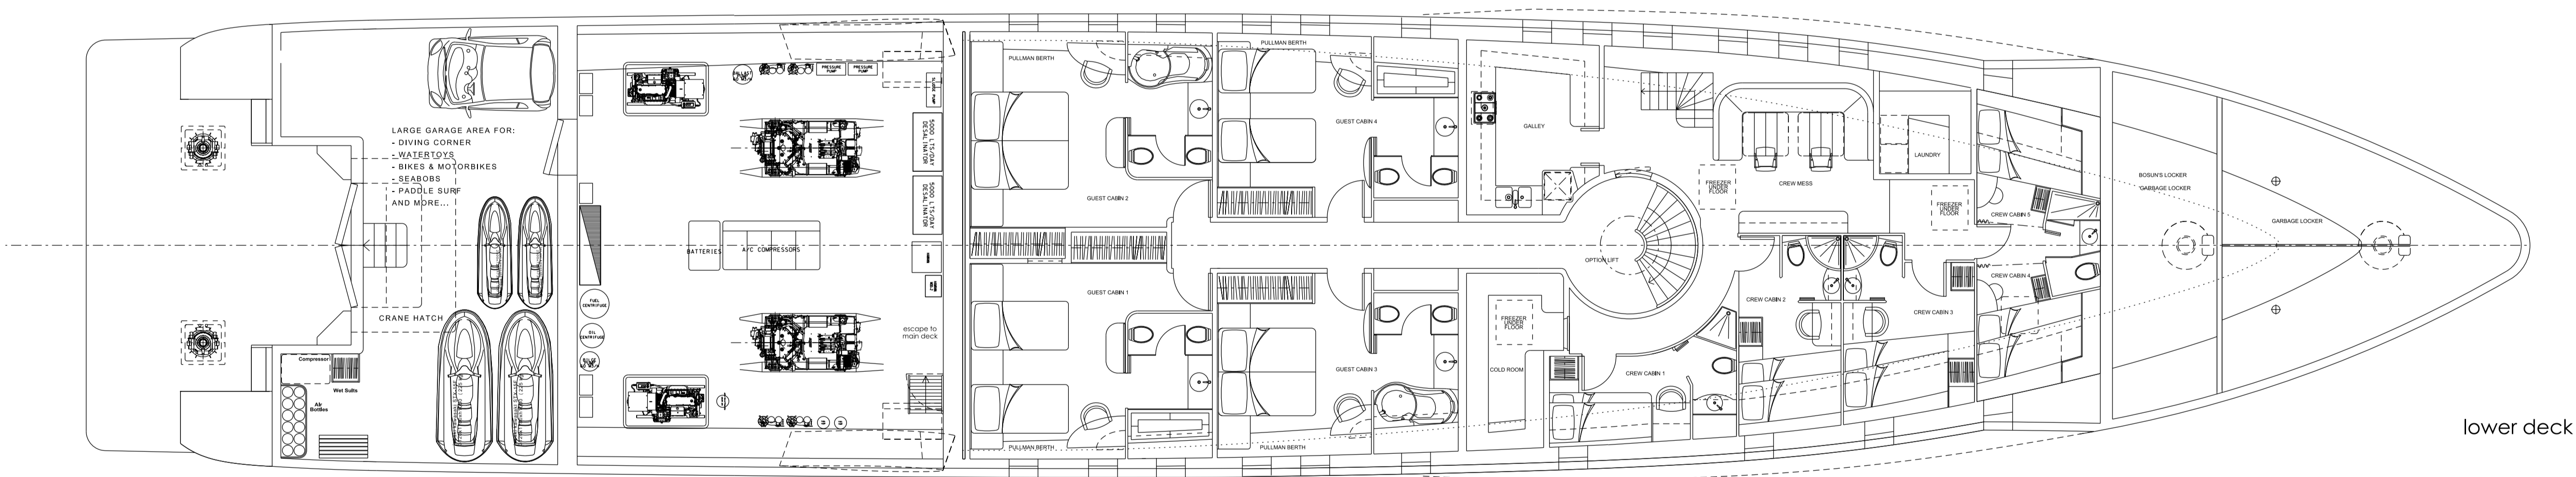 LARGE GARAGE AREA FOR:
- DIVING CORNER
- WATERTOYS
- BIKES & MOTORBIKES
- SEABOBS
- PADDLE SURF
AND MORE...
CRANE HATCH
Compressor
Wet Suits
Air
Bottles
FUEL
CENTRIFUGE
OIL
CENTRIFUGE
BATTERIES
A/C COMPRESSORS
PRESSURE
PUMP
PRESSURE
PUMP
SLUDGE PUMP
5000 LTS/DAY
DESALINATOR
5000 LTS/DAY
DESALINATOR
escape to
main deck
PULLMAN BERTH
GUEST CABIN 2
GUEST CABIN 1
PULLMAN BERTH
PULLMAN BERTH
GUEST CABIN 4
GUEST CABIN 3
PULLMAN BERTH
GALLEY
OPTION LIFT
FREEZER
UNDER
FLOOR
COLD ROOM
CREW CABIN 1
FREEZER
UNDER
FLOOR
CREW MESS
LAUNDRY
FREEZER
UNDER
FLOOR
CREW CABIN 2
CREW CABIN 3
CREW CABIN 5
CREW CABIN 4
BOSUN'S LOCKER
GARBAGE LOCKER
GARBAGE LOCKER
lower deck